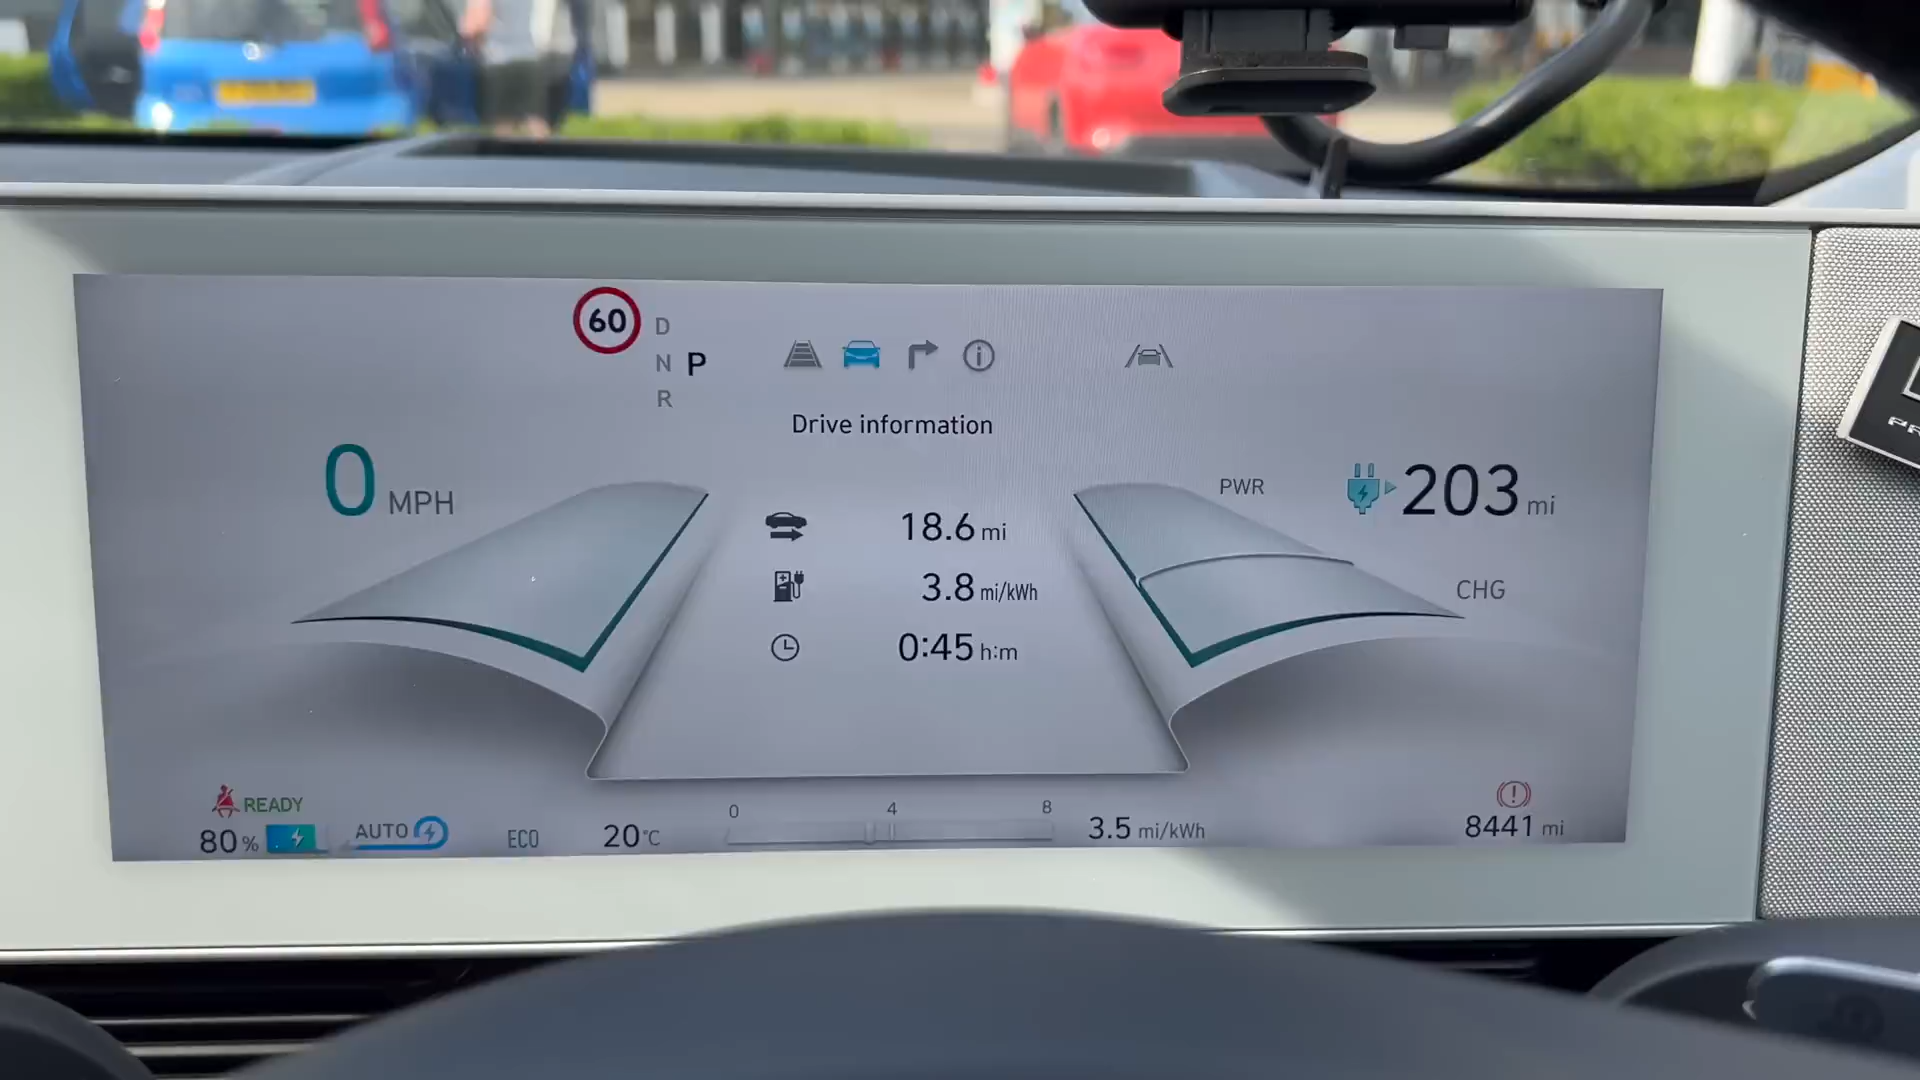 60
D
N P
R
Drive information
0 MPH
PWR
203 mi
18.6 mi
3.8 mi/kWh
CHG
0:45 h:m
READY
80% AUTO ECO 20°C
0 4 8
3.5 mi/kWh
8441 mi